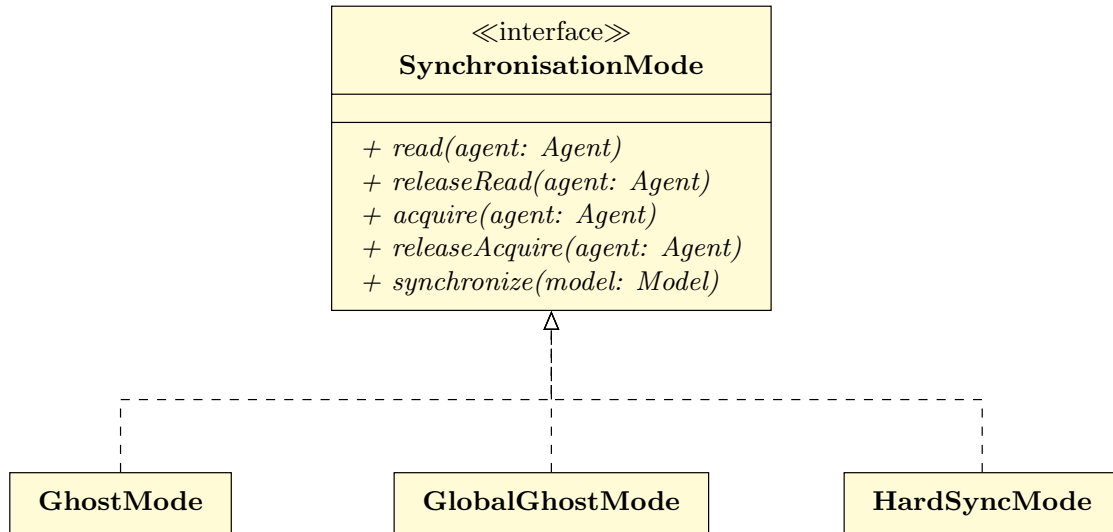 ≪interface≫
SynchronisationMode
+ read(agent: Agent)
+ releaseRead(agent: Agent)
+ acquire(agent: Agent)
+ releaseAcquire(agent: Agent)
+ synchronize(model: Model)
GhostMode
GlobalGhostMode
HardSyncMode